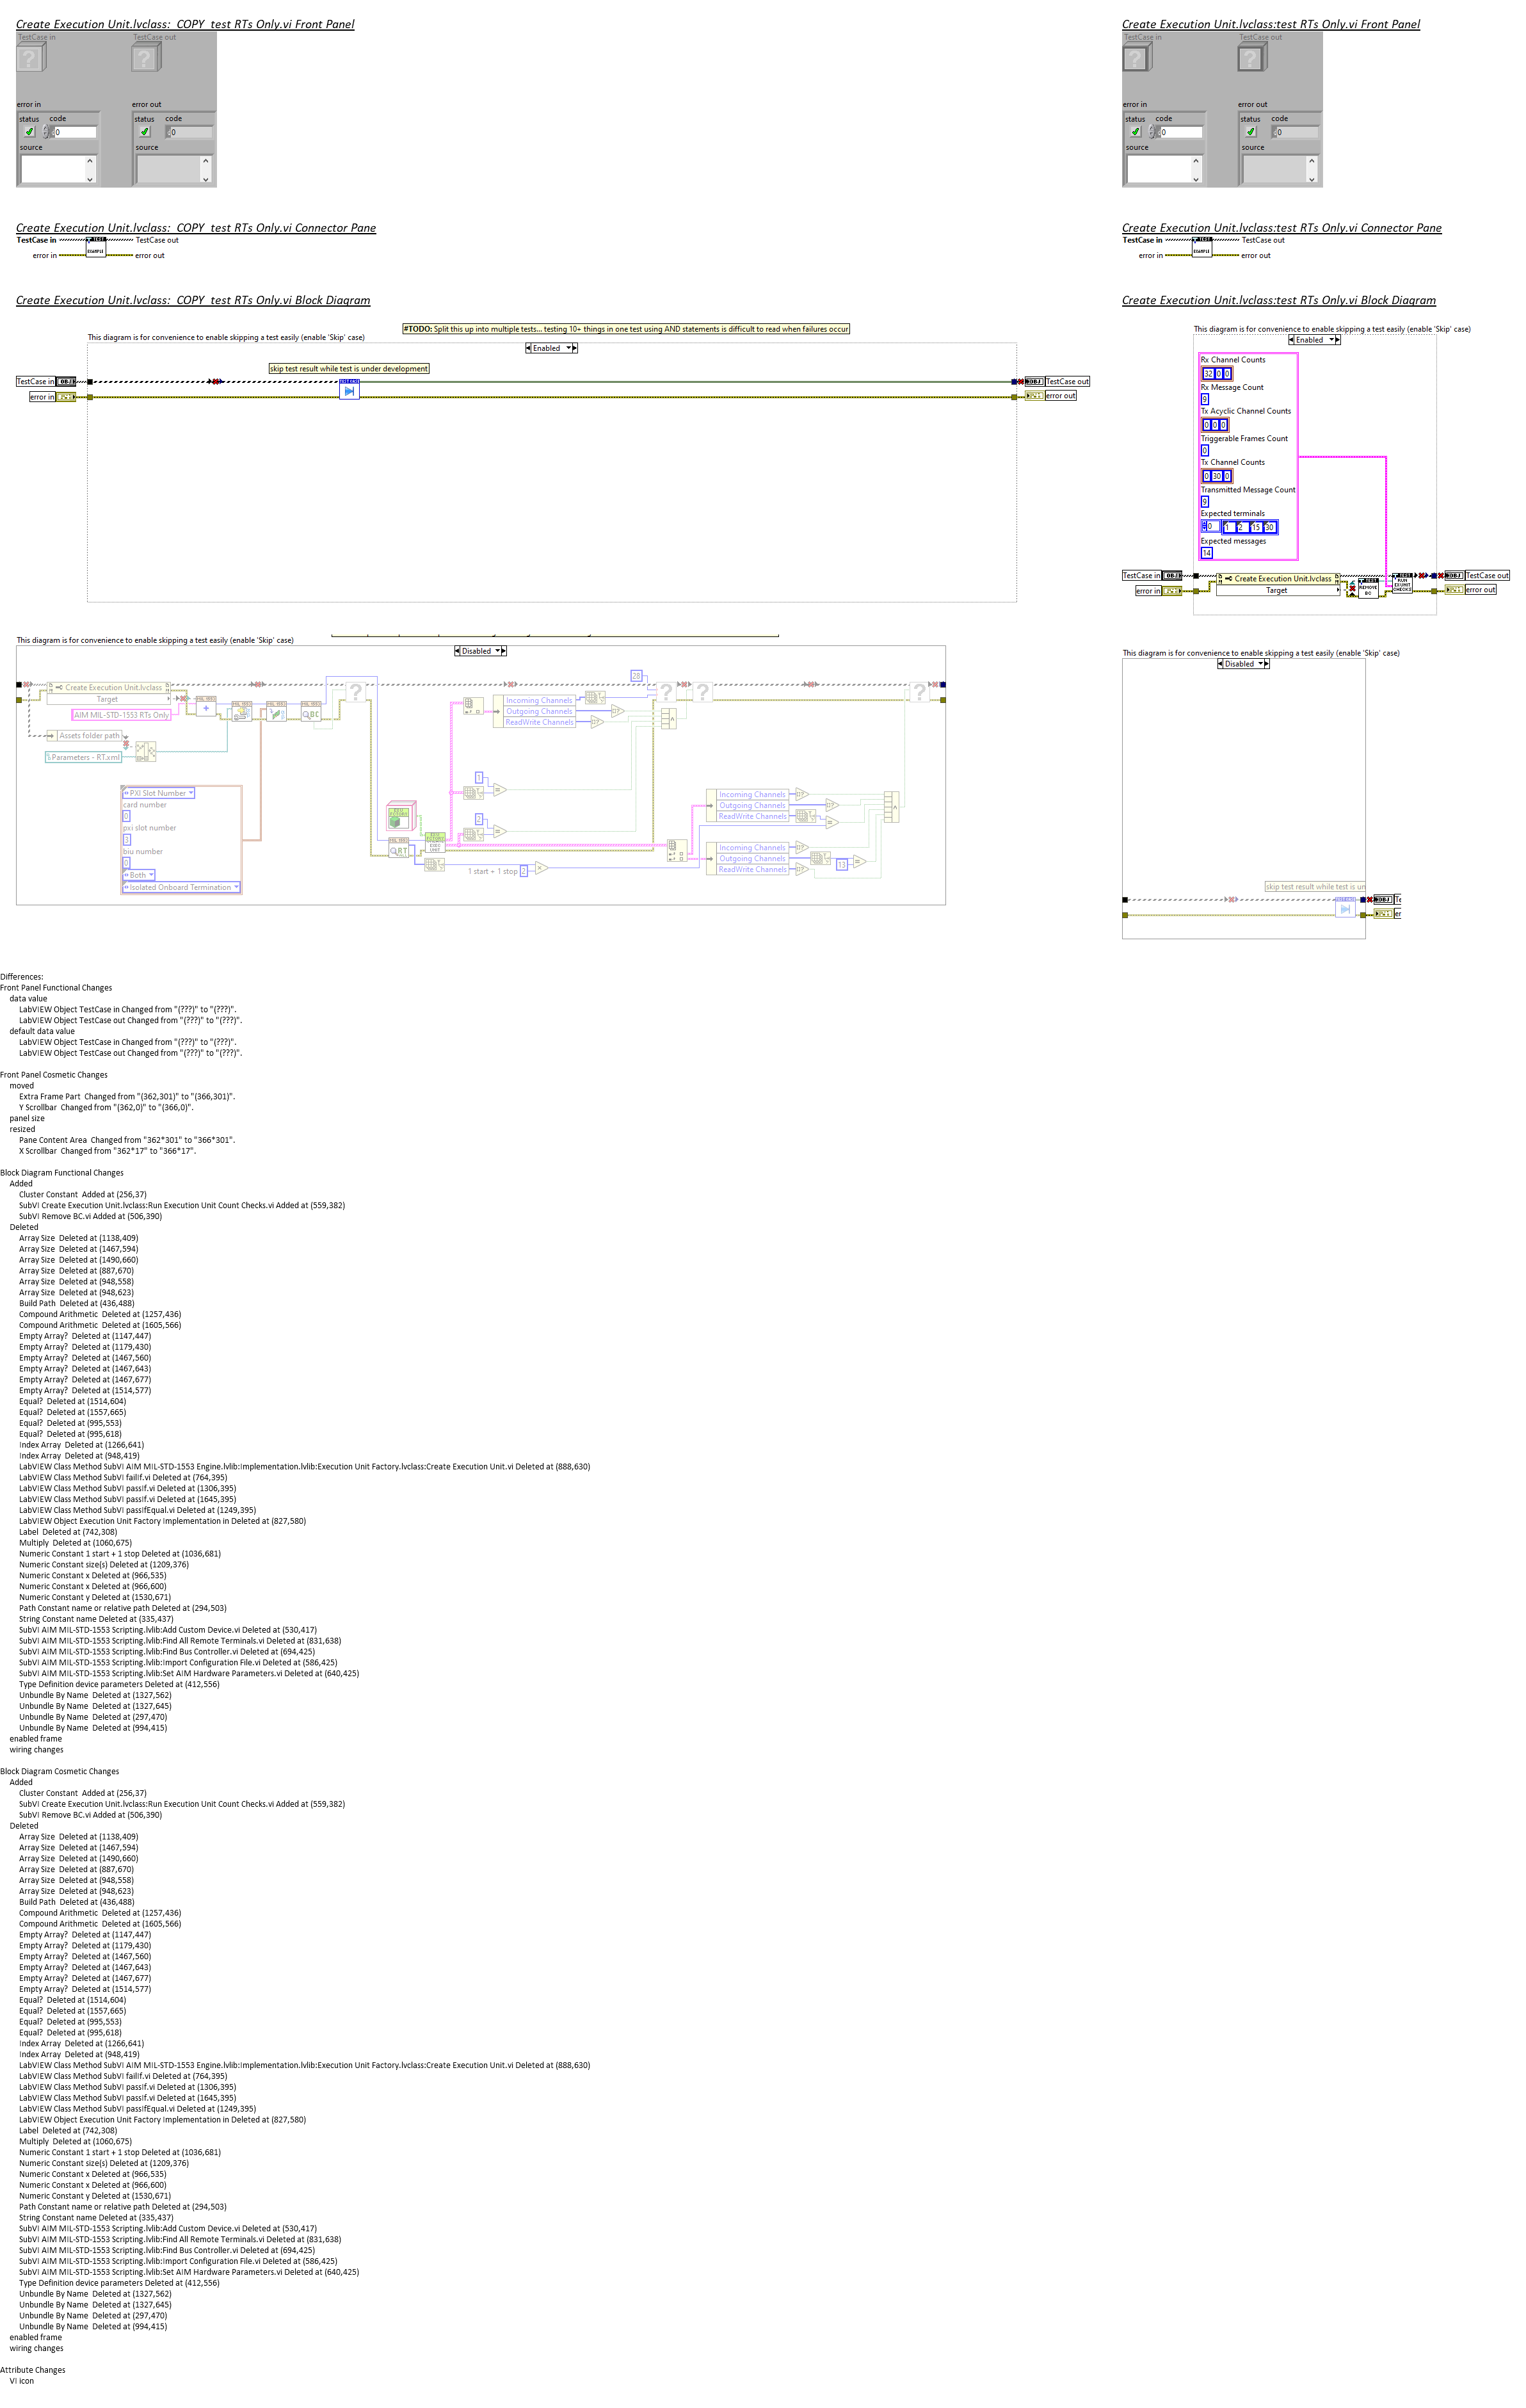 Create Execution Unit.lvclass:_COPY_test RTs Only.vi Front Panel
TestCase in
TestCase out
error in
error out
status
code
0
status
code
0
source
source
Create Execution Unit.lvclass:_COPY_test RTs Only.vi Connector Pane
TestCase in
TestCase out
TEST
EXAMPLE
error in
error out
Create Execution Unit.lvclass:_COPY_test RTs Only.vi Block Diagram
#TODO: Split this up into multiple tests... testing 10+ things in one test using AND statements is difficult to read when failures occur
This diagram is for convenience to enable skipping a test easily (enable 'Skip' case)
Enabled
skip test result while test is under development
TestCase in
OBJ
OBJ
TestCase out
error in
error out
This diagram is for convenience to enable skipping a test easily (enable 'Skip' case)
Disabled
Create Execution Unit.lvclass
Target
AIM MIL-STD-1553 RTs Only
Assets folder path
Parameters - RT.xml
PXI Slot Number
card number
0
pxi slot number
3
biu number
0
Both
Isolated Onboard Termination
BC
RT
EXEC
UNIT
28
Incoming Channels
Outgoing Channels
ReadWrite Channels
1
2
1 start + 1 stop
2
Incoming Channels
Outgoing Channels
ReadWrite Channels
Incoming Channels
Outgoing Channels
ReadWrite Channels
13
Create Execution Unit.lvclass:test RTs Only.vi Front Panel
TestCase in
TestCase out
error in
error out
status
code
0
status
code
0
source
source
Create Execution Unit.lvclass:test RTs Only.vi Connector Pane
TestCase in
TestCase out
TEST
EXAMPLE
error in
error out
Create Execution Unit.lvclass:test RTs Only.vi Block Diagram
This diagram is for convenience to enable skipping a test easily (enable 'Skip' case)
Enabled
Rx Channel Counts
32 0 0
Rx Message Count
9
Tx Acyclic Channel Counts
0 0 0
Triggerable Frames Count
0
Tx Channel Counts
0 30 0
Transmitted Message Count
9
Expected terminals
0 1 2 15 30
Expected messages
14
TestCase in
OBJ
Create Execution Unit.lvclass
Target
REMOVE
BC
RUN
EXUNIT
CHECKS
OBJ
TestCase out
error in
error out
This diagram is for convenience to enable skipping a test easily (enable 'Skip' case)
Disabled
skip test result while test is un
OBJ
Te
er
Differences:
Front Panel Functional Changes
data value
LabVIEW Object TestCase in Changed from "(???)" to "(???)".
LabVIEW Object TestCase out Changed from "(???)" to "(???)".
default data value
LabVIEW Object TestCase in Changed from "(???)" to "(???)".
LabVIEW Object TestCase out Changed from "(???)" to "(???)".
Front Panel Cosmetic Changes
moved
Extra Frame Part  Changed from "(362,301)" to "(366,301)".
Y Scrollbar  Changed from "(362,0)" to "(366,0)".
panel size
resized
Pane Content Area  Changed from "362*301" to "366*301".
X Scrollbar  Changed from "362*17" to "366*17".
Block Diagram Functional Changes
Added
Cluster Constant  Added at (256,37)
SubVI Create Execution Unit.lvclass:Run Execution Unit Count Checks.vi Added at (559,382)
SubVI Remove BC.vi Added at (506,390)
Deleted
Array Size  Deleted at (1138,409)
Array Size  Deleted at (1467,594)
Array Size  Deleted at (1490,660)
Array Size  Deleted at (887,670)
Array Size  Deleted at (948,558)
Array Size  Deleted at (948,623)
Build Path  Deleted at (436,488)
Compound Arithmetic  Deleted at (1257,436)
Compound Arithmetic  Deleted at (1605,566)
Empty Array?  Deleted at (1147,447)
Empty Array?  Deleted at (1179,430)
Empty Array?  Deleted at (1467,560)
Empty Array?  Deleted at (1467,643)
Empty Array?  Deleted at (1467,677)
Empty Array?  Deleted at (1514,577)
Equal?  Deleted at (1514,604)
Equal?  Deleted at (1557,665)
Equal?  Deleted at (995,553)
Equal?  Deleted at (995,618)
Index Array  Deleted at (1266,641)
Index Array  Deleted at (948,419)
LabVIEW Class Method SubVI AIM MIL-STD-1553 Engine.lvlib:Implementation.lvlib:Execution Unit Factory.lvclass:Create Execution Unit.vi Deleted at (888,630)
LabVIEW Class Method SubVI failIf.vi Deleted at (764,395)
LabVIEW Class Method SubVI passIf.vi Deleted at (1306,395)
LabVIEW Class Method SubVI passIf.vi Deleted at (1645,395)
LabVIEW Class Method SubVI passIfEqual.vi Deleted at (1249,395)
LabVIEW Object Execution Unit Factory Implementation in Deleted at (827,580)
Label  Deleted at (742,308)
Multiply  Deleted at (1060,675)
Numeric Constant 1 start + 1 stop Deleted at (1036,681)
Numeric Constant size(s) Deleted at (1209,376)
Numeric Constant x Deleted at (966,535)
Numeric Constant x Deleted at (966,600)
Numeric Constant y Deleted at (1530,671)
Path Constant name or relative path Deleted at (294,503)
String Constant name Deleted at (335,437)
SubVI AIM MIL-STD-1553 Scripting.lvlib:Add Custom Device.vi Deleted at (530,417)
SubVI AIM MIL-STD-1553 Scripting.lvlib:Find All Remote Terminals.vi Deleted at (831,638)
SubVI AIM MIL-STD-1553 Scripting.lvlib:Find Bus Controller.vi Deleted at (694,425)
SubVI AIM MIL-STD-1553 Scripting.lvlib:Import Configuration File.vi Deleted at (586,425)
SubVI AIM MIL-STD-1553 Scripting.lvlib:Set AIM Hardware Parameters.vi Deleted at (640,425)
Type Definition device parameters Deleted at (412,556)
Unbundle By Name  Deleted at (1327,562)
Unbundle By Name  Deleted at (1327,645)
Unbundle By Name  Deleted at (297,470)
Unbundle By Name  Deleted at (994,415)
enabled frame
wiring changes
Block Diagram Cosmetic Changes
Added
Cluster Constant  Added at (256,37)
SubVI Create Execution Unit.lvclass:Run Execution Unit Count Checks.vi Added at (559,382)
SubVI Remove BC.vi Added at (506,390)
Deleted
Array Size  Deleted at (1138,409)
Array Size  Deleted at (1467,594)
Array Size  Deleted at (1490,660)
Array Size  Deleted at (887,670)
Array Size  Deleted at (948,558)
Array Size  Deleted at (948,623)
Build Path  Deleted at (436,488)
Compound Arithmetic  Deleted at (1257,436)
Compound Arithmetic  Deleted at (1605,566)
Empty Array?  Deleted at (1147,447)
Empty Array?  Deleted at (1179,430)
Empty Array?  Deleted at (1467,560)
Empty Array?  Deleted at (1467,643)
Empty Array?  Deleted at (1467,677)
Empty Array?  Deleted at (1514,577)
Equal?  Deleted at (1514,604)
Equal?  Deleted at (1557,665)
Equal?  Deleted at (995,553)
Equal?  Deleted at (995,618)
Index Array  Deleted at (1266,641)
Index Array  Deleted at (948,419)
LabVIEW Class Method SubVI AIM MIL-STD-1553 Engine.lvlib:Implementation.lvlib:Execution Unit Factory.lvclass:Create Execution Unit.vi Deleted at (888,630)
LabVIEW Class Method SubVI failIf.vi Deleted at (764,395)
LabVIEW Class Method SubVI passIf.vi Deleted at (1306,395)
LabVIEW Class Method SubVI passIf.vi Deleted at (1645,395)
LabVIEW Class Method SubVI passIfEqual.vi Deleted at (1249,395)
LabVIEW Object Execution Unit Factory Implementation in Deleted at (827,580)
Label  Deleted at (742,308)
Multiply  Deleted at (1060,675)
Numeric Constant 1 start + 1 stop Deleted at (1036,681)
Numeric Constant size(s) Deleted at (1209,376)
Numeric Constant x Deleted at (966,535)
Numeric Constant x Deleted at (966,600)
Numeric Constant y Deleted at (1530,671)
Path Constant name or relative path Deleted at (294,503)
String Constant name Deleted at (335,437)
SubVI AIM MIL-STD-1553 Scripting.lvlib:Add Custom Device.vi Deleted at (530,417)
SubVI AIM MIL-STD-1553 Scripting.lvlib:Find All Remote Terminals.vi Deleted at (831,638)
SubVI AIM MIL-STD-1553 Scripting.lvlib:Find Bus Controller.vi Deleted at (694,425)
SubVI AIM MIL-STD-1553 Scripting.lvlib:Import Configuration File.vi Deleted at (586,425)
SubVI AIM MIL-STD-1553 Scripting.lvlib:Set AIM Hardware Parameters.vi Deleted at (640,425)
Type Definition device parameters Deleted at (412,556)
Unbundle By Name  Deleted at (1327,562)
Unbundle By Name  Deleted at (1327,645)
Unbundle By Name  Deleted at (297,470)
Unbundle By Name  Deleted at (994,415)
enabled frame
wiring changes
Attribute Changes
VI icon